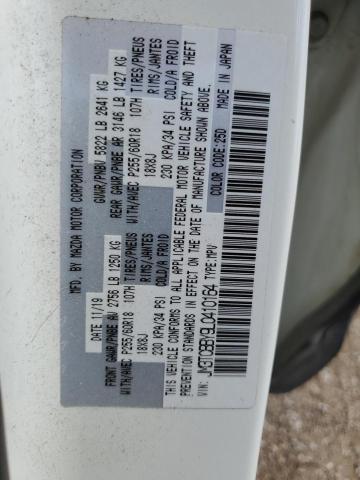 MFD. BY MAZDA MOTOR CORPORATION
DATE 11/19 GVWR/PNBV 5822 LB 2641 KG
FRONT GAWR/PNBE AV 2756 LB 1250 KG REAR GAWR/PNBE AR 3146 LB 1427 KG
WITH/AVEC P255/60R18 107H TIRES/PNEUS WITH/AVEC P255/60R18 107H TIRES/PNEUS
18X8J RIMS/JANTES 18X8J RIMS/JANTES
230 KPA/34 PSI COLD/A FROID 230 KPA/34 PSI COLD/A FROID
THIS VEHICLE CONFORMS TO ALL APPLICABLE FEDERAL MOTOR VEHICLE SAFETY AND THEFT
PREVENTION STANDARDS IN EFFECT ON THE DATE OF MANUFACTURE SHOWN ABOVE.
VIN: JM3TCBBY9L0410164 TYPE:MPV COLOR CODE:25D MADE IN JAPAN